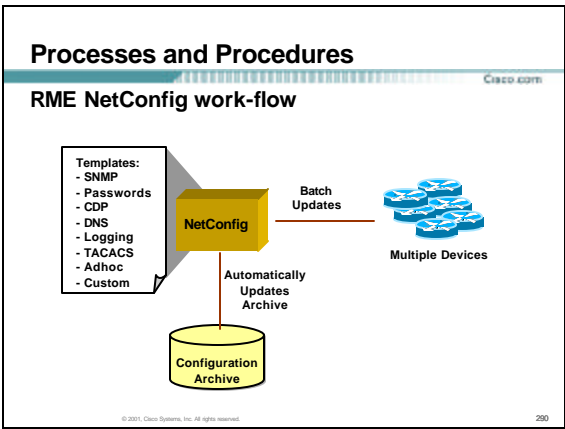 Processes and Procedures
Cisco.com
RME NetConfig work-flow
Templates:
- SNMP
- Passwords
- CDP
- DNS
- Logging
- TACACS
- Adhoc
- Custom
NetConfig
Batch
Updates
Multiple Devices
Automatically
Updates
Archive
Configuration
Archive
© 2001, Cisco Systems, Inc. All rights reserved.
290